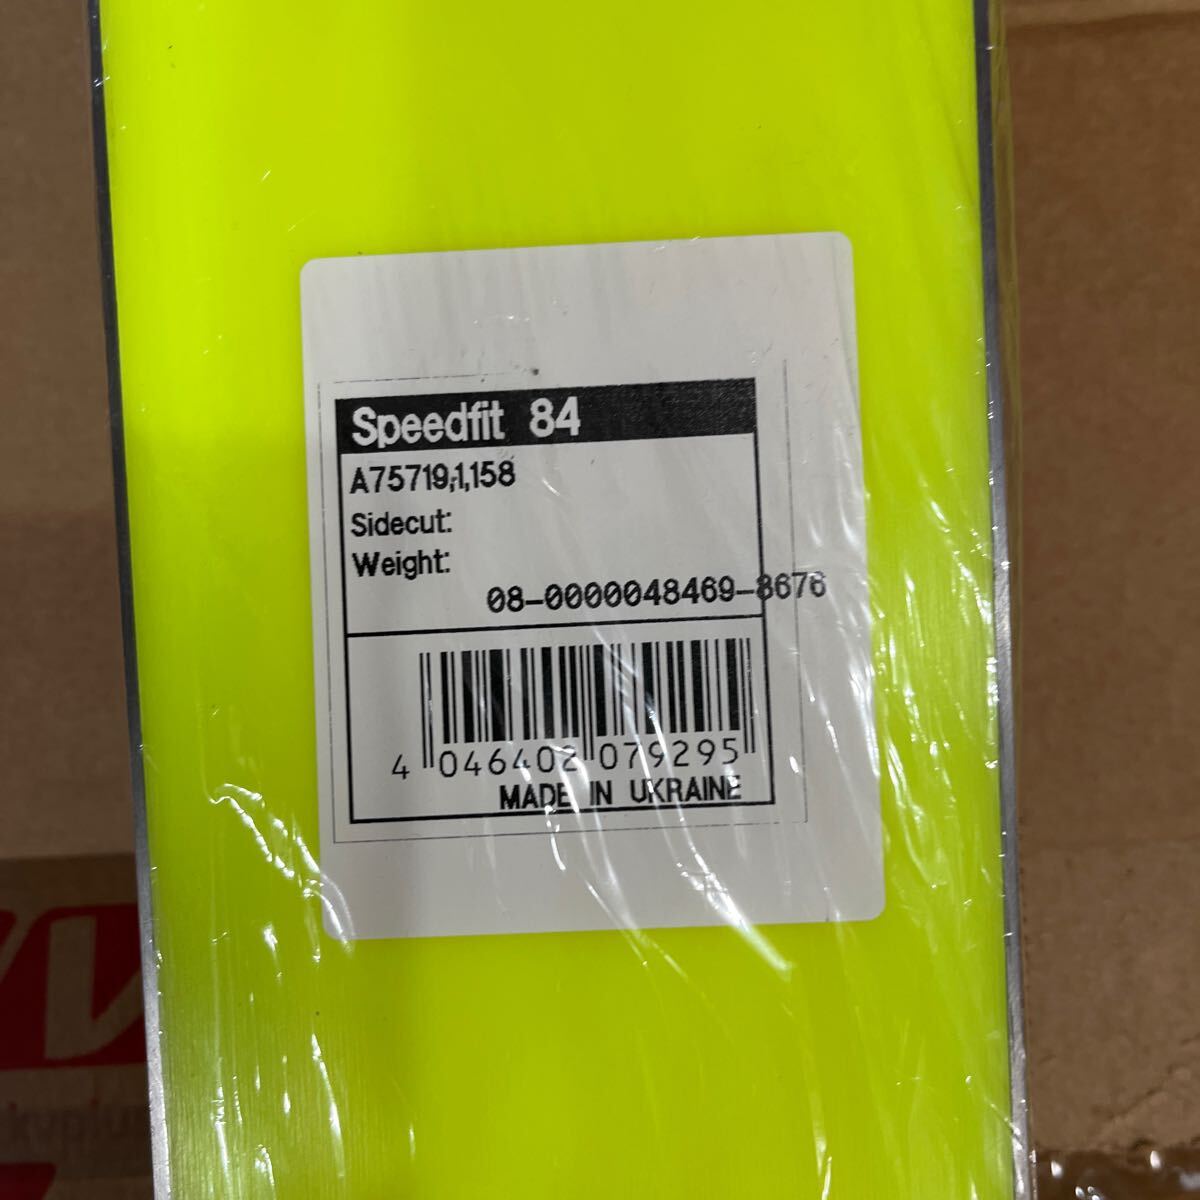 Speedfit 84
A75719,-1,158
Sidecut:
Weight:
08-0000048469-8676
4 046402 079295
MADE IN UKRAINE